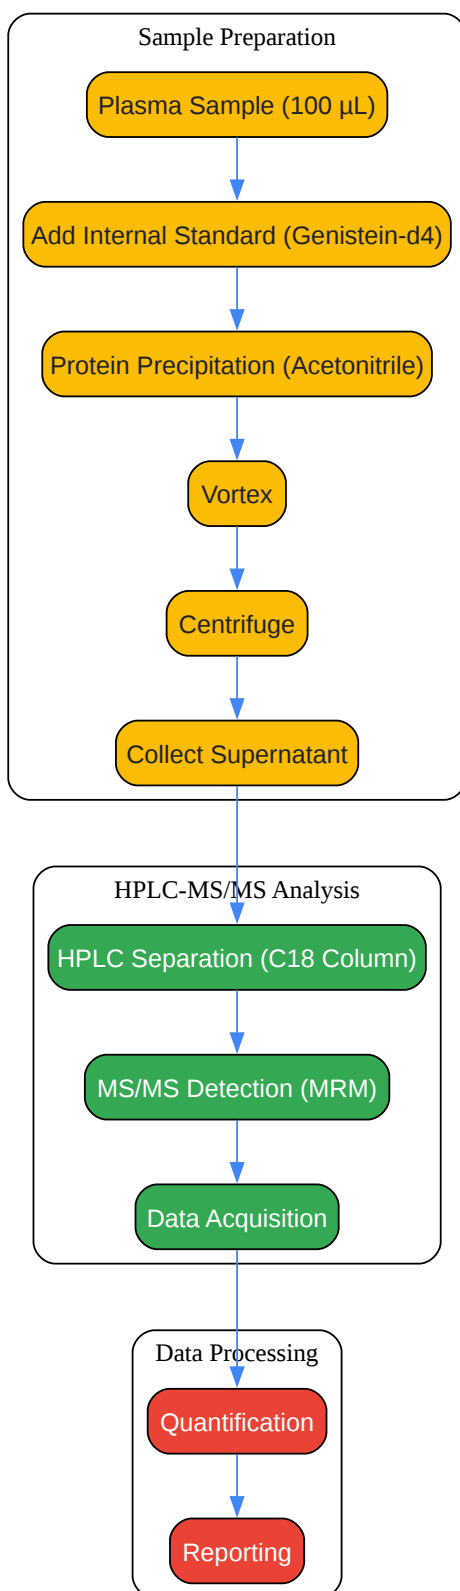 Sample Preparation
Plasma Sample (100 µL)
Add Internal Standard (Genistein-d4)
Protein Precipitation (Acetonitrile)
Vortex
Centrifuge
Collect Supernatant
HPLC-MS/MS Analysis
HPLC Separation (C18 Column)
MS/MS Detection (MRM)
Data Acquisition
Data Processing
Quantification
Reporting